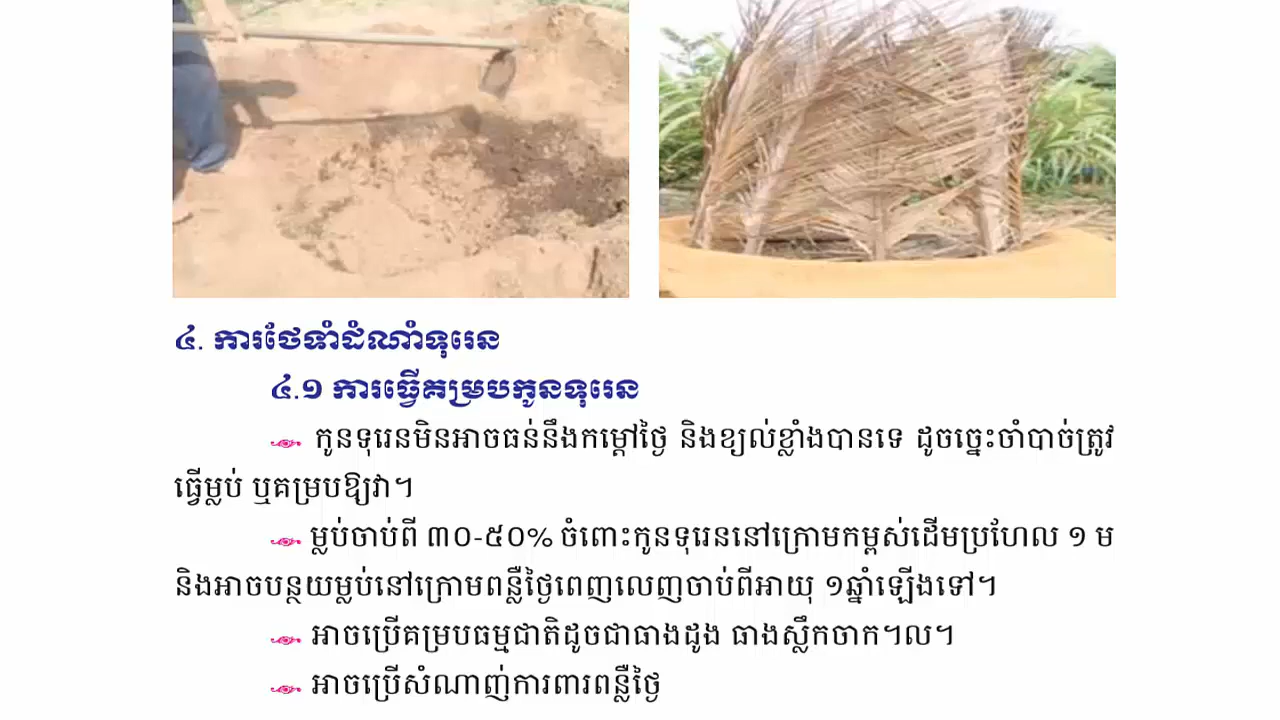 ៤. ការថែទាំដំណាំទុរេន
៤.១ ការធ្វើគម្របកូនទុរេន
កូនទុរេនមិនអាចធន់នឹងកម្តៅថ្ងៃ និងខ្យល់ខ្លាំងបានទេ ដូចច្នេះចាំបាច់ត្រូវ
ធ្វើម្លប់ ឬគម្របឱ្យវា។
ម្លប់ចាប់ពី ៣០-៥០% ចំពោះកូនទុរេននៅក្រោមកម្ពស់ដើមប្រហែល ១ ម
និងអាចបន្ថយម្លប់នៅក្រោមពន្លឺថ្ងៃពេញលេញចាប់ពីអាយុ ១ឆ្នាំឡើងទៅ។
អាចប្រើគម្របធម្មជាតិដូចជាធាងដូង ធាងស្លឹកចាក។ល។
អាចប្រើសំណាញ់ការពារពន្លឺថ្ងៃ